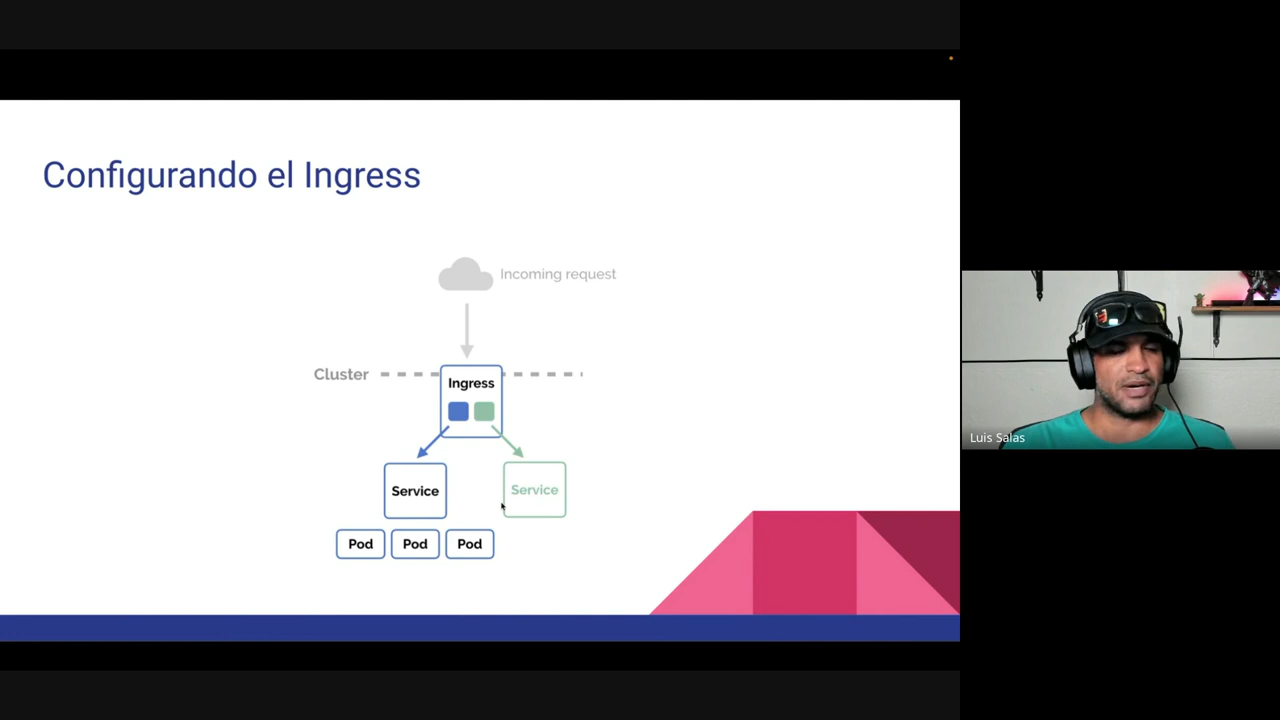 Configurando el Ingress
Incoming request
Cluster
Ingress
Service
Service
Pod
Pod
Pod
Luis Salas